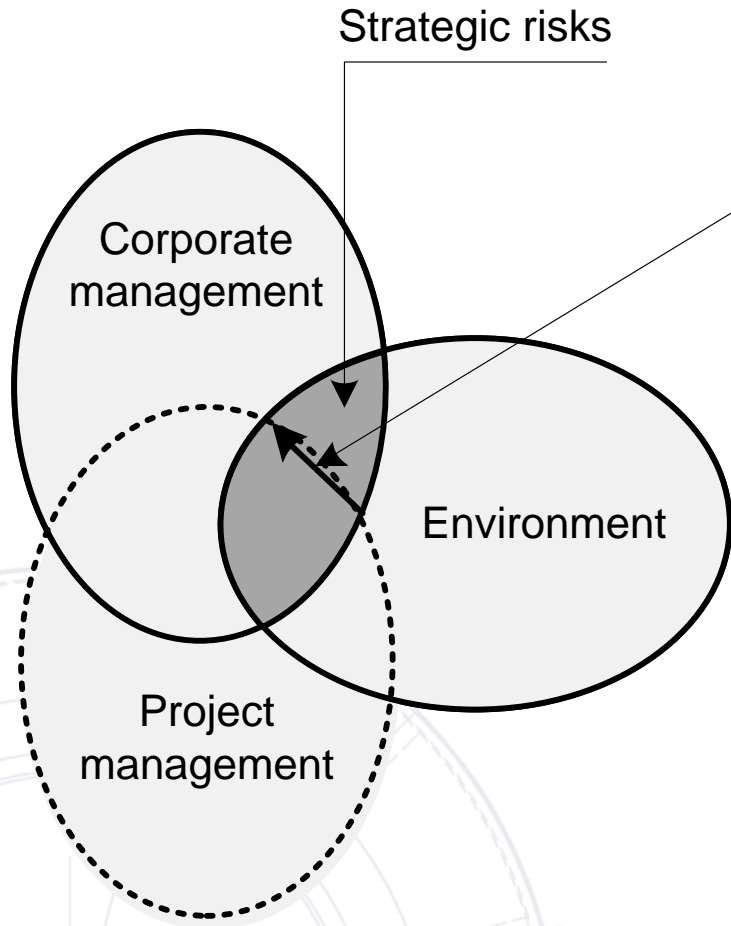 Strategic risks
Corporate
management
Environment
Project
management